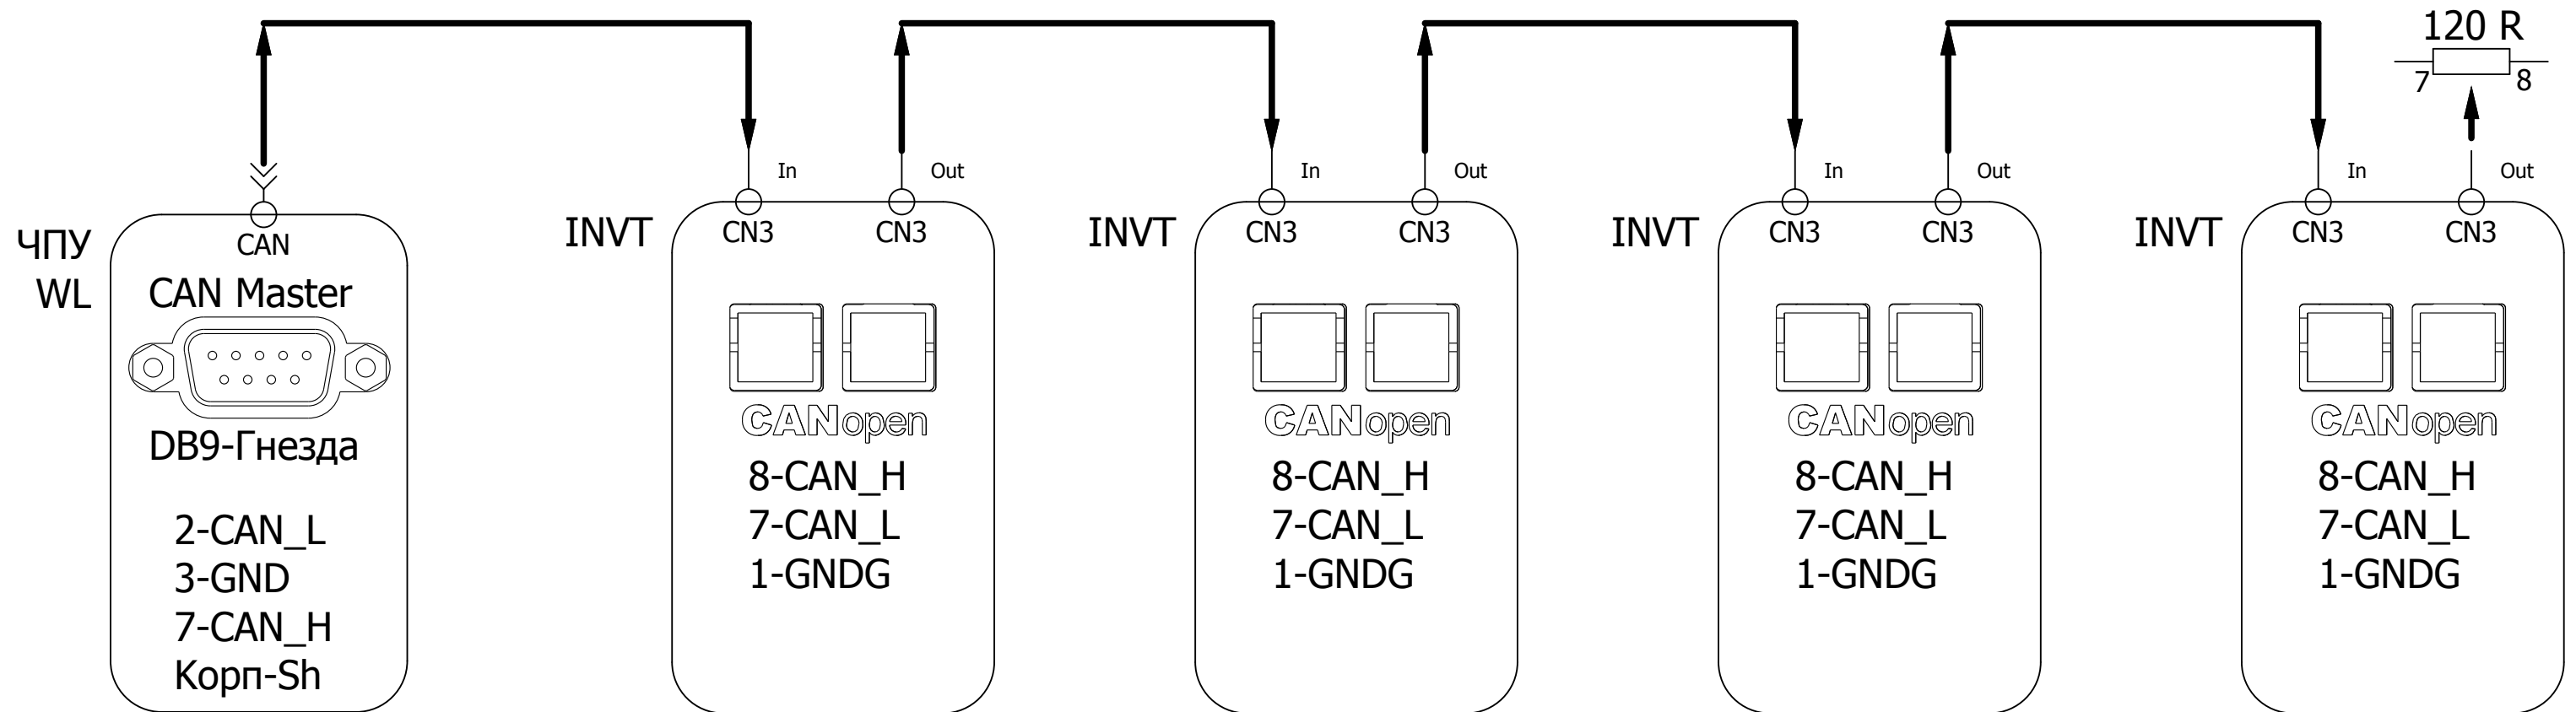 120 R
7
8
In
Out
In
Out
In
Out
In
Out
ЧПУ
WL
CAN
CAN Master
DB9-Гнезда
2-CAN_L
3-GND
7-CAN_H
Корп-Sh
INVT
CN3
CN3
CANopen
8-CAN_H
7-CAN_L
1-GNDG
INVT
CN3
CN3
CANopen
8-CAN_H
7-CAN_L
1-GNDG
INVT
CN3
CN3
CANopen
8-CAN_H
7-CAN_L
1-GNDG
INVT
CN3
CN3
CANopen
8-CAN_H
7-CAN_L
1-GNDG